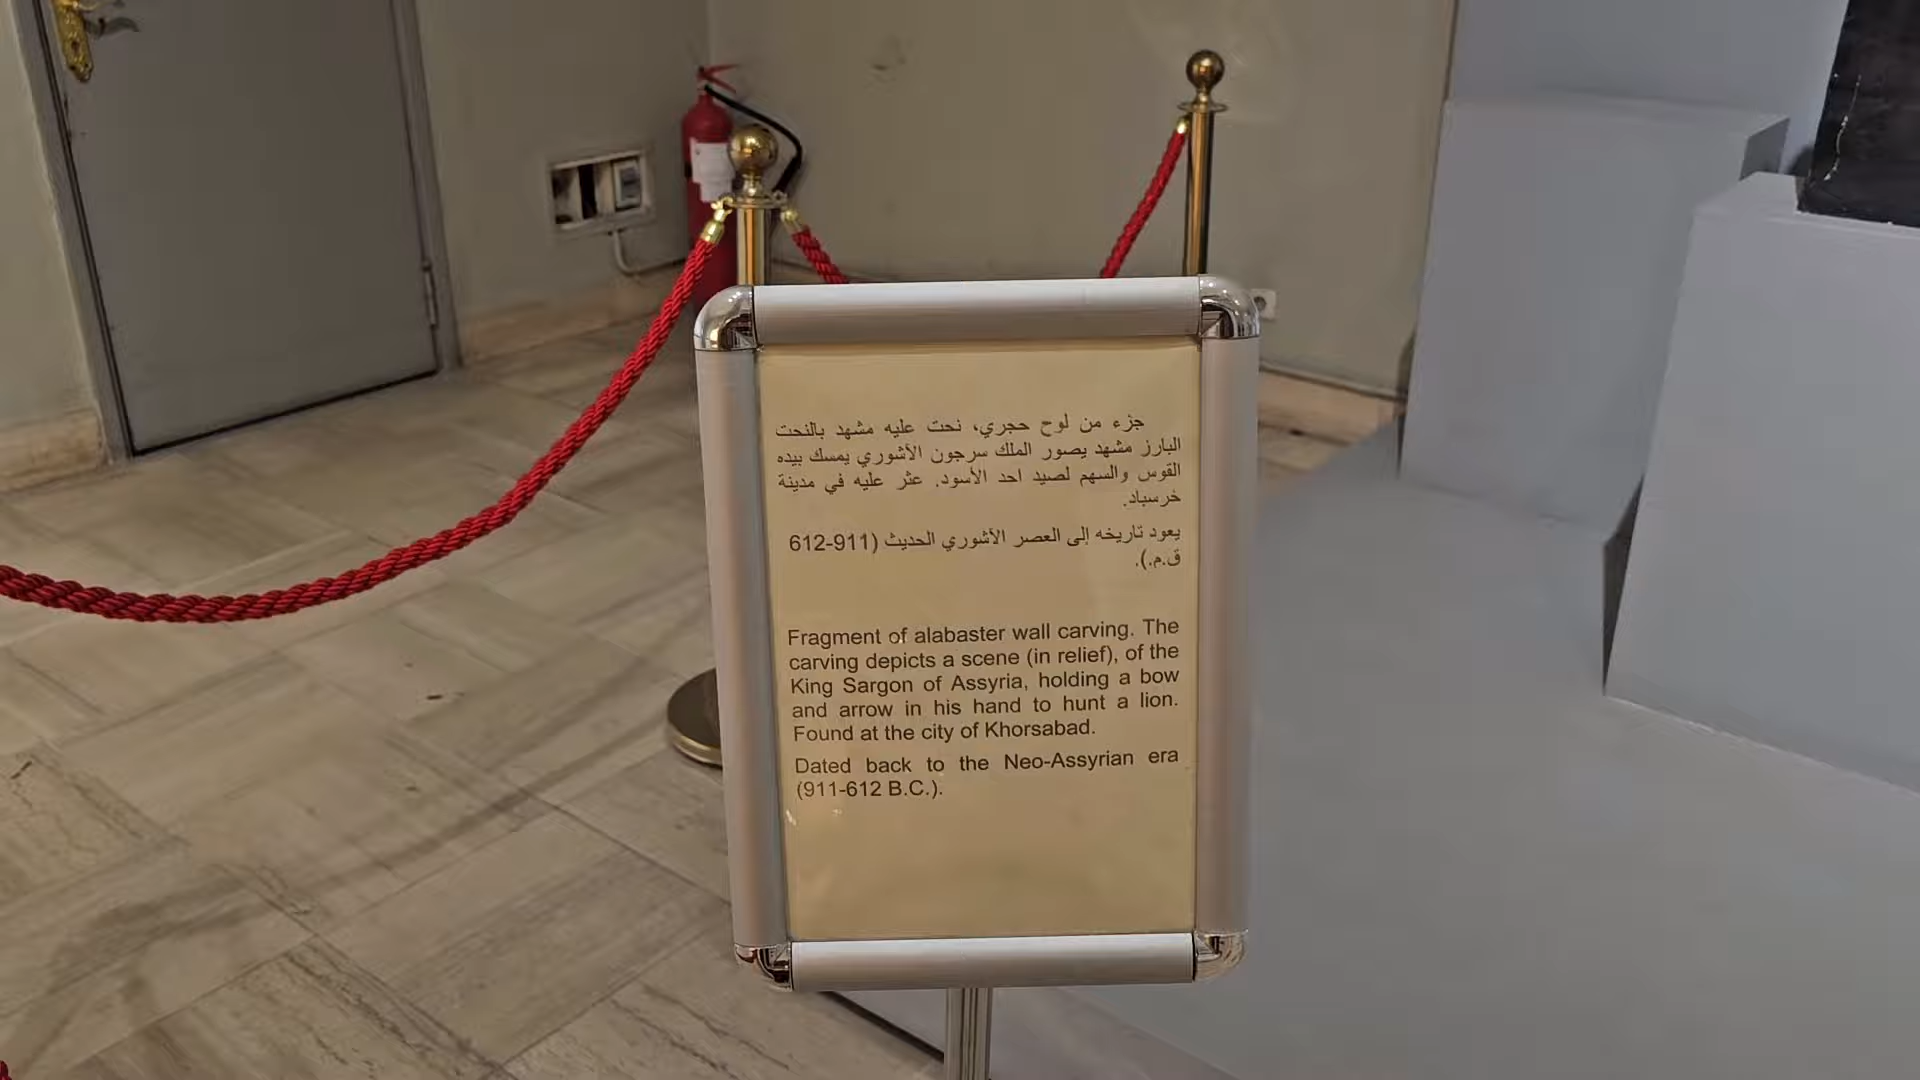 جزء من لوح حجري، نحت عليه مشهد بالنحت
البارز مشهد يصور الملك سرجون الأشوري يمسك بيده
القوس والسهم لصيد احد الأسود. عثر عليه في مدينة
خرسباد.
يعود تاريخه إلى العصر الأشوري الحديث (911-612
ق.م.).
Fragment of alabaster wall carving. The
carving depicts a scene (in relief), of the
King Sargon of Assyria, holding a bow
and arrow in his hand to hunt a lion.
Found at the city of Khorsabad.
Dated back to the Neo-Assyrian era
(911-612 B.C.).